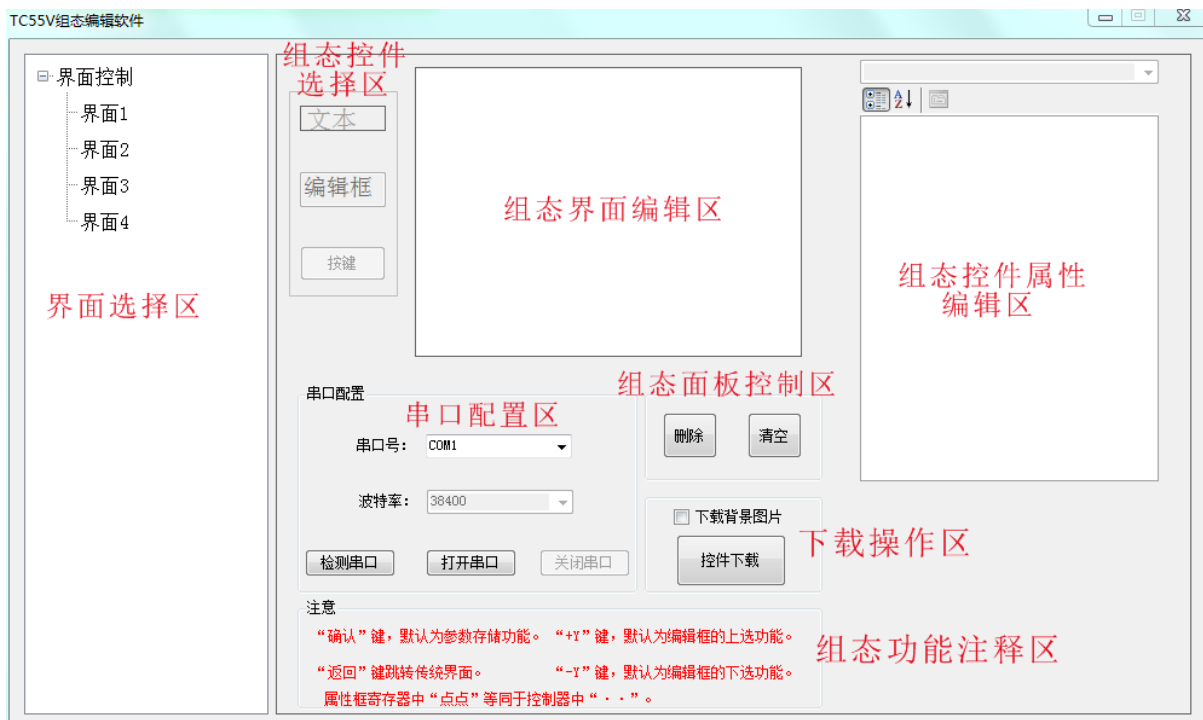 TC55V组态编辑软件
界面控制
界面1
界面2
界面3
界面4
界面选择区
组态控件
选择区
文本
编辑框
按键
组态界面编辑区
组态控件属性
编辑区
串口配置
串口配置区
串口号：
COM1
波特率：
38400
检测串口
打开串口
关闭串口
组态面板控制区
删除
清空
下载背景图片
控件下载
下载操作区
注意
“确认”键，默认为参数存储功能。 “+Y”键，默认为编辑框的上选功能。
“返回”键跳转传统界面。 “-Y”键，默认为编辑框的下选功能。
属性框寄存器中“点点”等同于控制器中“··”。
组态功能注释区